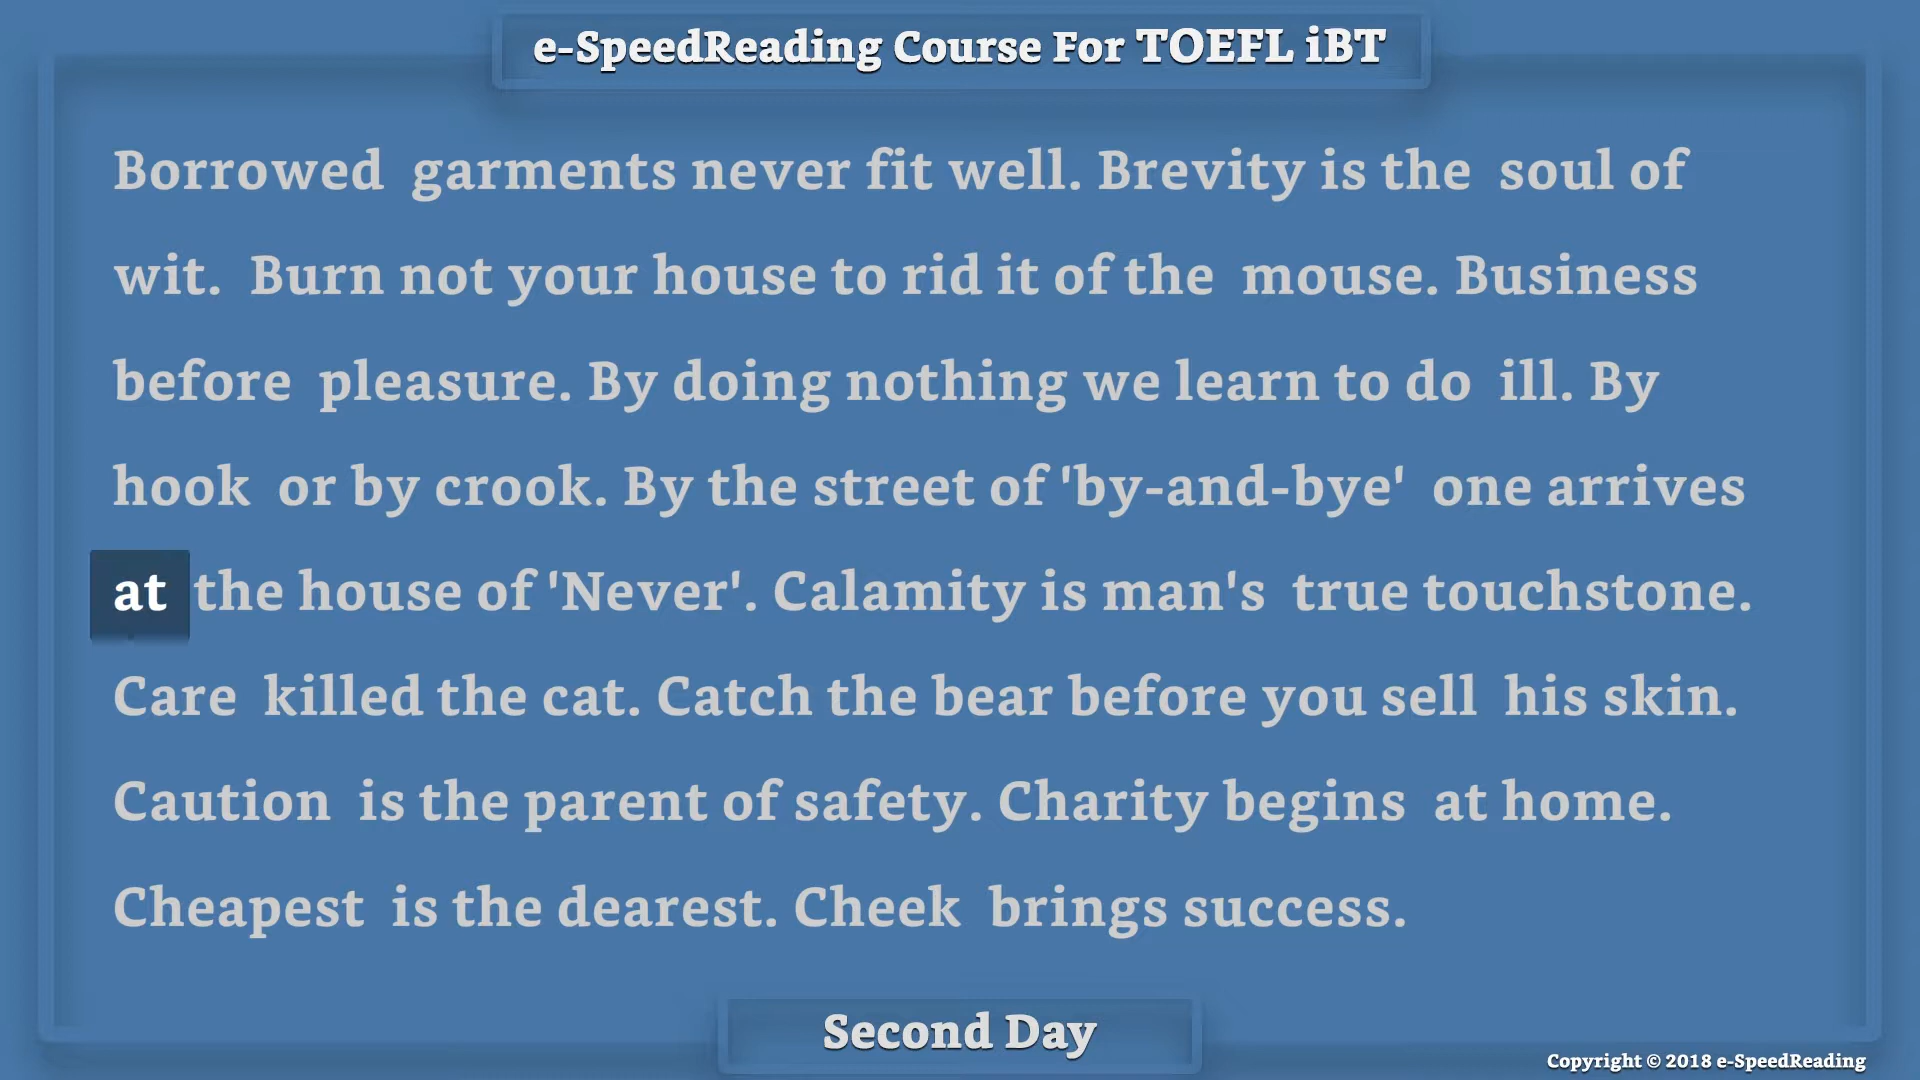 e-SpeedReading Course For TOEFL iBT
Borrowed garments never fit well. Brevity is the soul of
wit. Burn not your house to rid it of the mouse. Business
before pleasure. By doing nothing we learn to do ill. By
hook or by crook. By the street of 'by-and-bye' one arrives
at the house of 'Never'. Calamity is man's true touchstone.
Care killed the cat. Catch the bear before you sell his skin.
Caution is the parent of safety. Charity begins at home.
Cheapest is the dearest. Cheek brings success.
Second Day
Copyright © 2018 e-SpeedReading